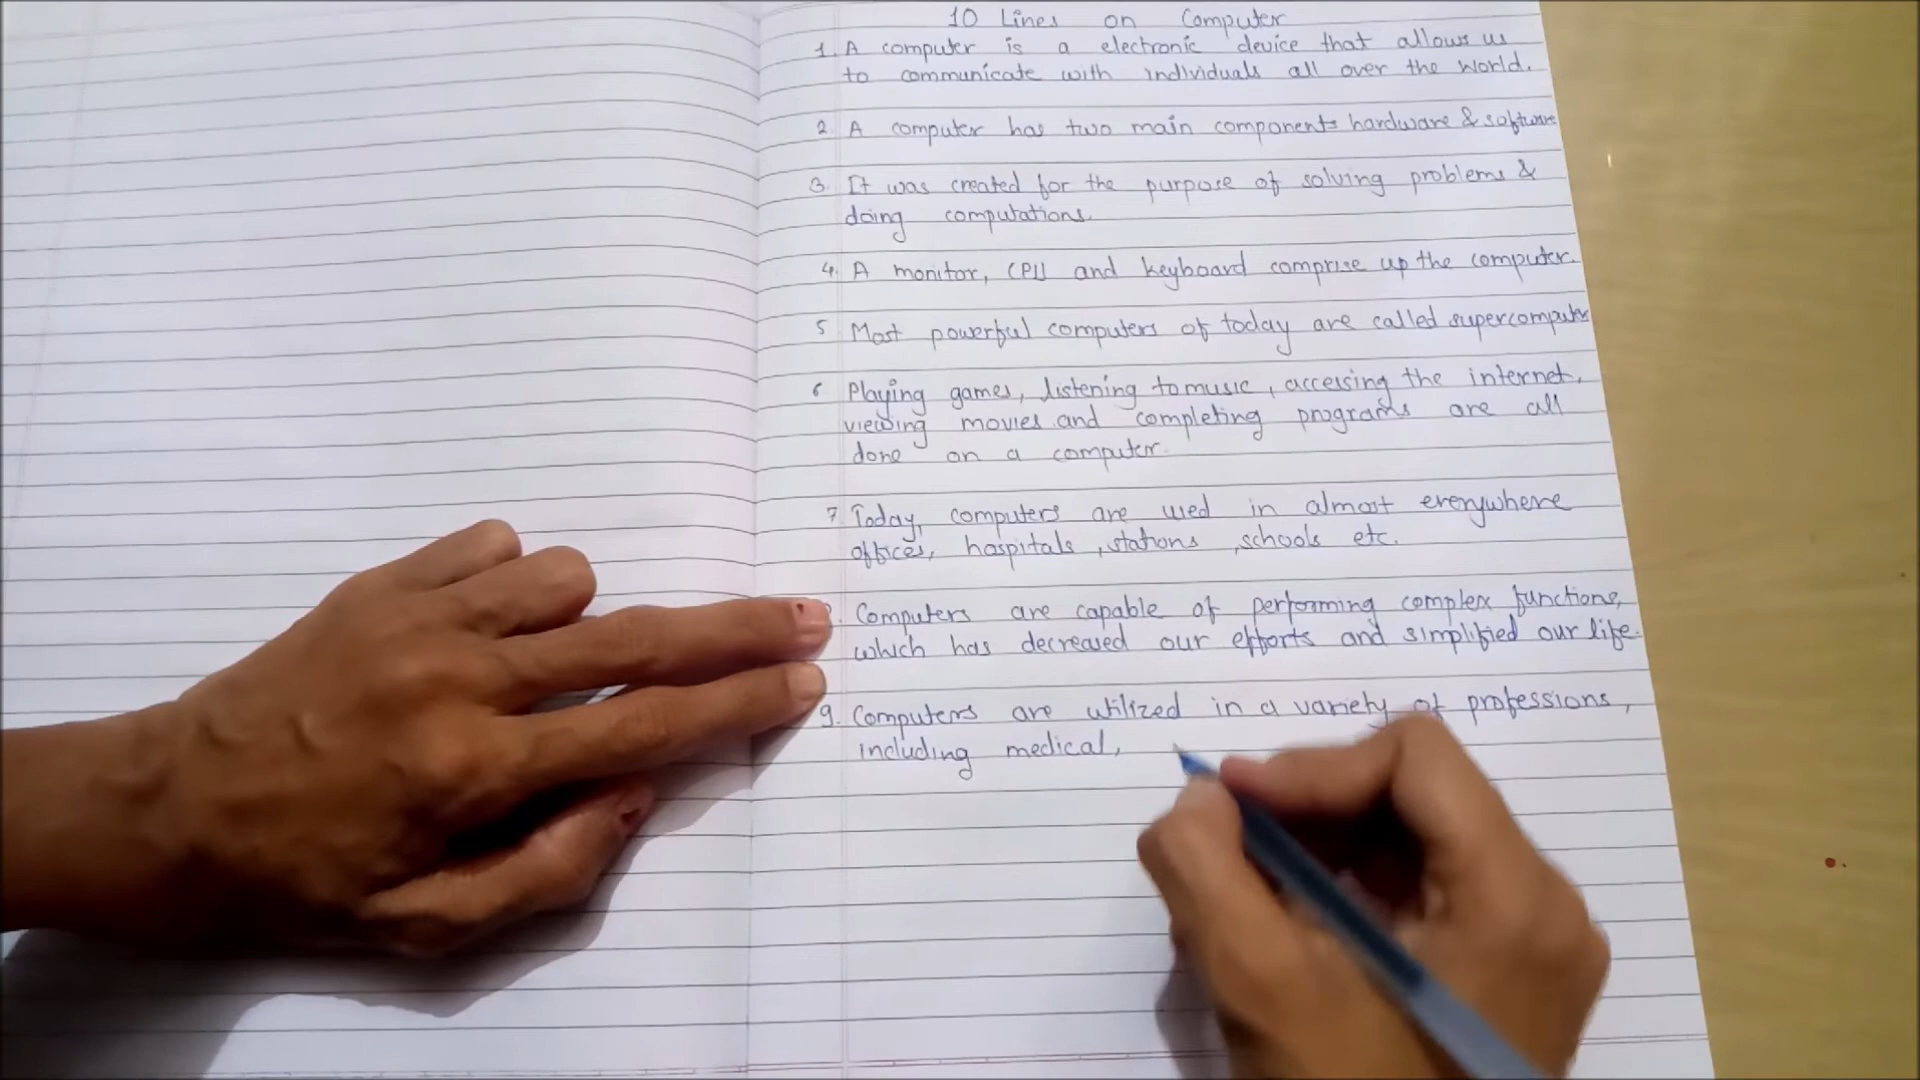 10 Lines on Computer
1. A computer is a electronic device that allows us
to communicate with individuals all over the world.
2. A computer has two main components hardware & software
3. It was created for the purpose of solving problems &
doing computations.
4. A monitor, CPU and keyboard comprise up the computer.
5 Most powerful computers of today are called supercomputers
6 Playing games, listening to music, accessing the internet,
viewing movies and completing programs are all
done on a computer.
7 Today, computers are used in almost everywhere
offices, hospitals, stations, schools etc.
8. Computers are capable of performing complex functions,
which has decreased our efforts and simplified our life.
9. Computers are utilized in a variety of professions,
including medical,